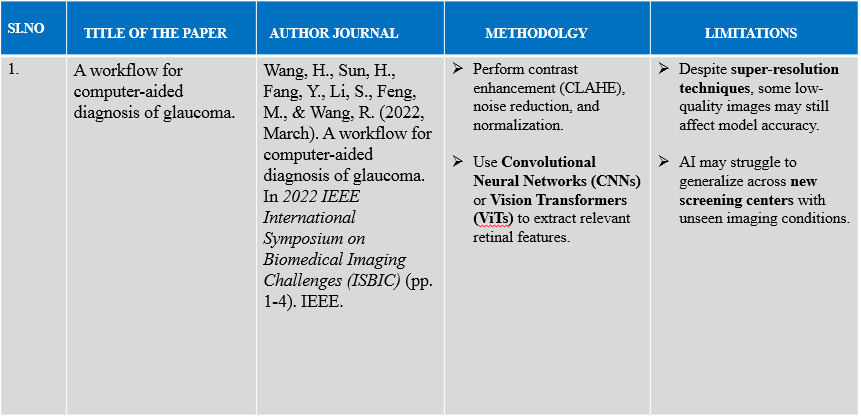 SLNO
TITLE OF THE PAPER
AUTHOR JOURNAL
METHODOLGY
LIMITATIONS
1.
A workflow for
computer-aided
diagnosis of glaucoma.
Wang, H., Sun, H.,
Fang, Y., Li, S., Feng,
M., & Wang, R. (2022,
March). A workflow for
computer-aided
diagnosis of glaucoma.
In 2022 IEEE
International
Symposium on
Biomedical Imaging
Challenges (ISBIC) (pp.
1-4). IEEE.
➢ Perform contrast
enhancement (CLAHE),
noise reduction, and
normalization.
➢ Use Convolutional
Neural Networks (CNNs)
or Vision Transformers
(ViTs) to extract relevant
retinal features.
➢ Despite super-resolution
techniques, some low-
quality images may still
affect model accuracy.
➢ AI may struggle to
generalize across new
screening centers with
unseen imaging conditions.